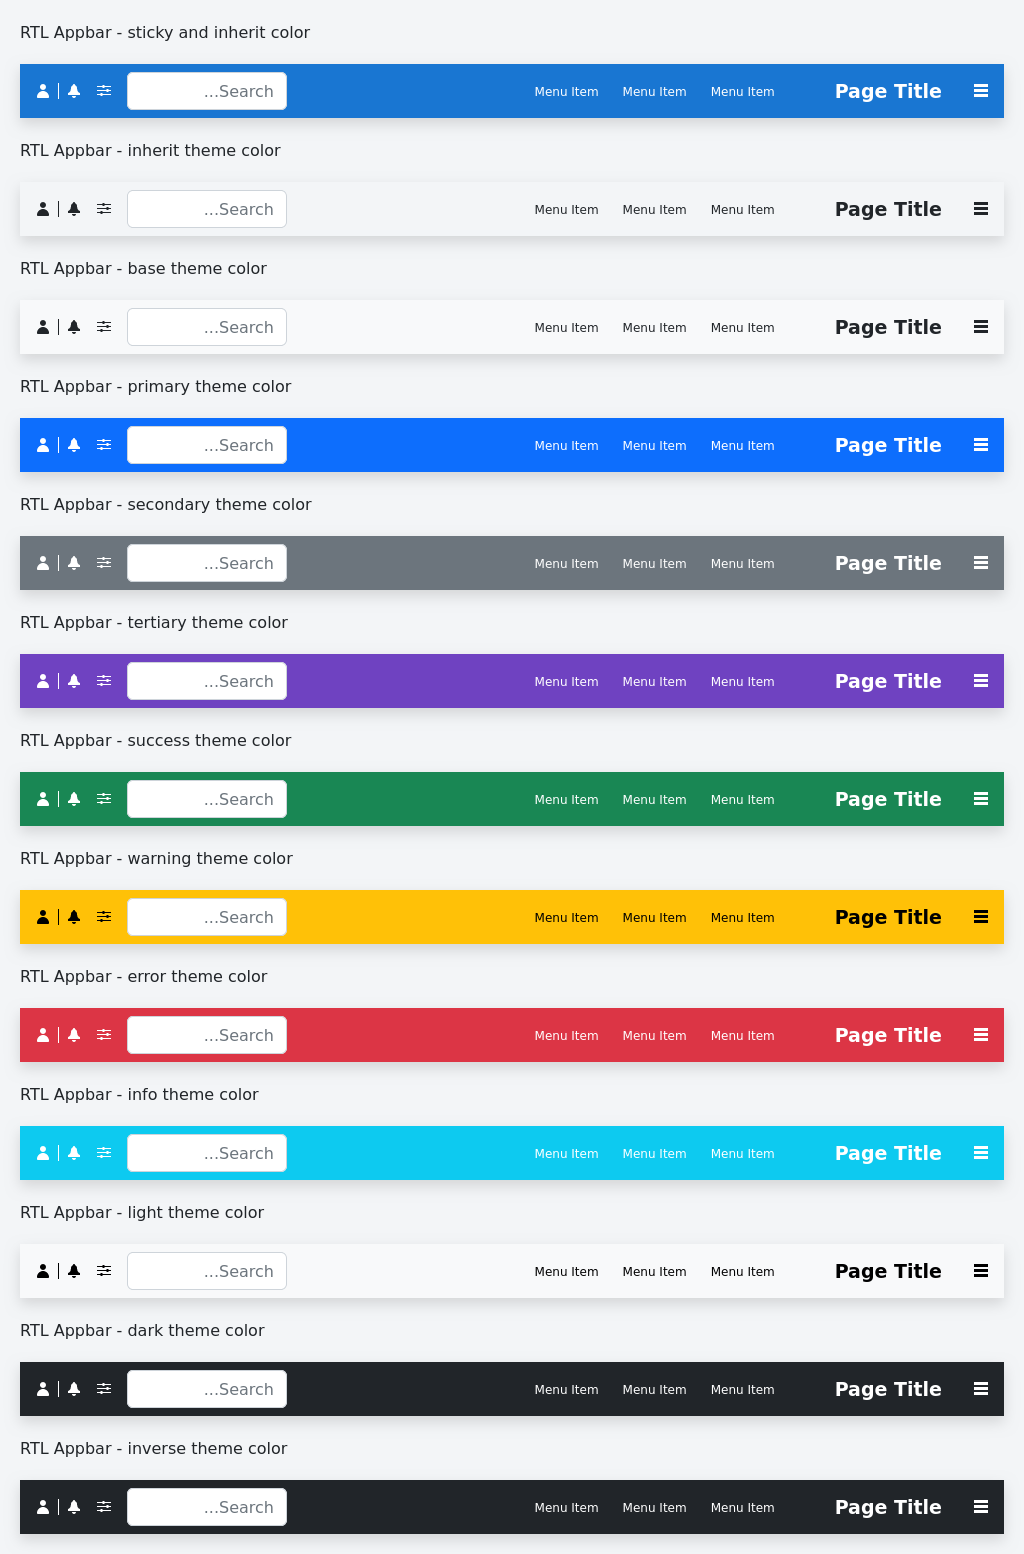 RTL Appbar - sticky and inherit color
...Search Menu Item Menu Item Menu Item Page Title
RTL Appbar - inherit theme color
...Search Menu Item Menu Item Menu Item Page Title
RTL Appbar - base theme color
...Search Menu Item Menu Item Menu Item Page Title
RTL Appbar - primary theme color
...Search Menu Item Menu Item Menu Item Page Title
RTL Appbar - secondary theme color
...Search Menu Item Menu Item Menu Item Page Title
RTL Appbar - tertiary theme color
...Search Menu Item Menu Item Menu Item Page Title
RTL Appbar - success theme color
...Search Menu Item Menu Item Menu Item Page Title
RTL Appbar - warning theme color
...Search Menu Item Menu Item Menu Item Page Title
RTL Appbar - error theme color
...Search Menu Item Menu Item Menu Item Page Title
RTL Appbar - info theme color
...Search Menu Item Menu Item Menu Item Page Title
RTL Appbar - light theme color
...Search Menu Item Menu Item Menu Item Page Title
RTL Appbar - dark theme color
...Search Menu Item Menu Item Menu Item Page Title
RTL Appbar - inverse theme color
...Search Menu Item Menu Item Menu Item Page Title